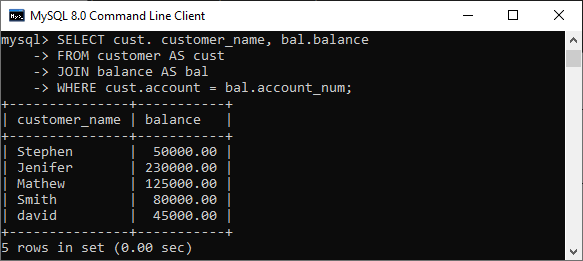 MySQL 8.0 Command Line Client
mysql> SELECT cust. customer_name, bal.balance
    -> FROM customer AS cust
    -> JOIN balance AS bal
    -> WHERE cust.account = bal.account_num;
+---------------+-----------+
| customer_name | balance   |
+---------------+-----------+
| Stephen       |  50000.00 |
| Jenifer       | 230000.00 |
| Mathew        | 125000.00 |
| Smith         |  80000.00 |
| david         |  45000.00 |
+---------------+-----------+
5 rows in set (0.00 sec)